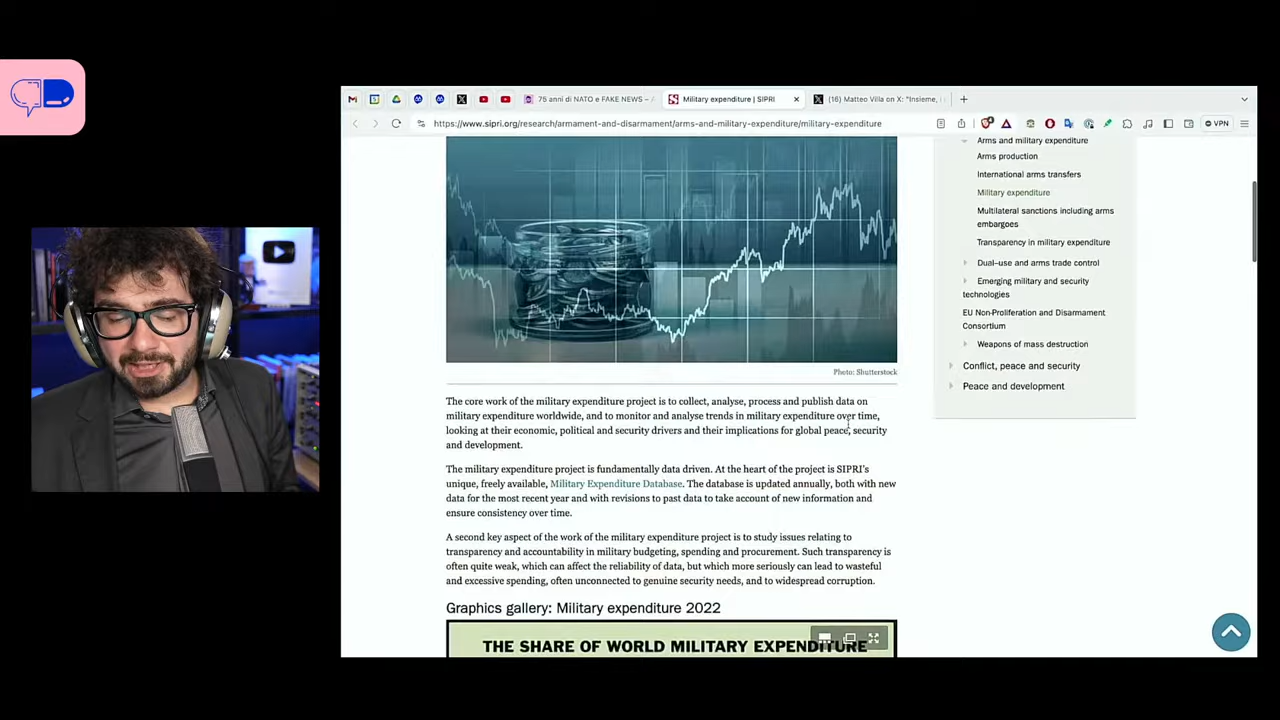 75 anni di NATO e FAKE NEWS –
Military expenditure | SIPRI
(16) Matteo Villa on X: "Insieme,
https://www.sipri.org/research/armament-and-disarmament/arms-and-military-expenditure/military-expenditure
VPN
Photo: Shutterstock
The core work of the military expenditure project is to collect, analyse, process and publish data on
military expenditure worldwide, and to monitor and analyse trends in military expenditure over time,
looking at their economic, political and security drivers and their implications for global peace, security
and development.
The military expenditure project is fundamentally data driven. At the heart of the project is SIPRI's
unique, freely available, Military Expenditure Database. The database is updated annually, both with new
data for the most recent year and with revisions to past data to take account of new information and
ensure consistency over time.
A second key aspect of the work of the military expenditure project is to study issues relating to
transparency and accountability in military budgeting, spending and procurement. Such transparency is
often quite weak, which can affect the reliability of data, but which more seriously can lead to wasteful
and excessive spending, often unconnected to genuine security needs, and to widespread corruption.
Graphics gallery: Military expenditure 2022
THE SHARE OF WORLD MILITARY EXPENDITURE
Arms and military expenditure
Arms production
International arms transfers
Military expenditure
Multilateral sanctions including arms
embargoes
Transparency in military expenditure
Dual–use and arms trade control
Emerging military and security
technologies
EU Non-Proliferation and Disarmament
Consortium
Weapons of mass destruction
Conflict, peace and security
Peace and development